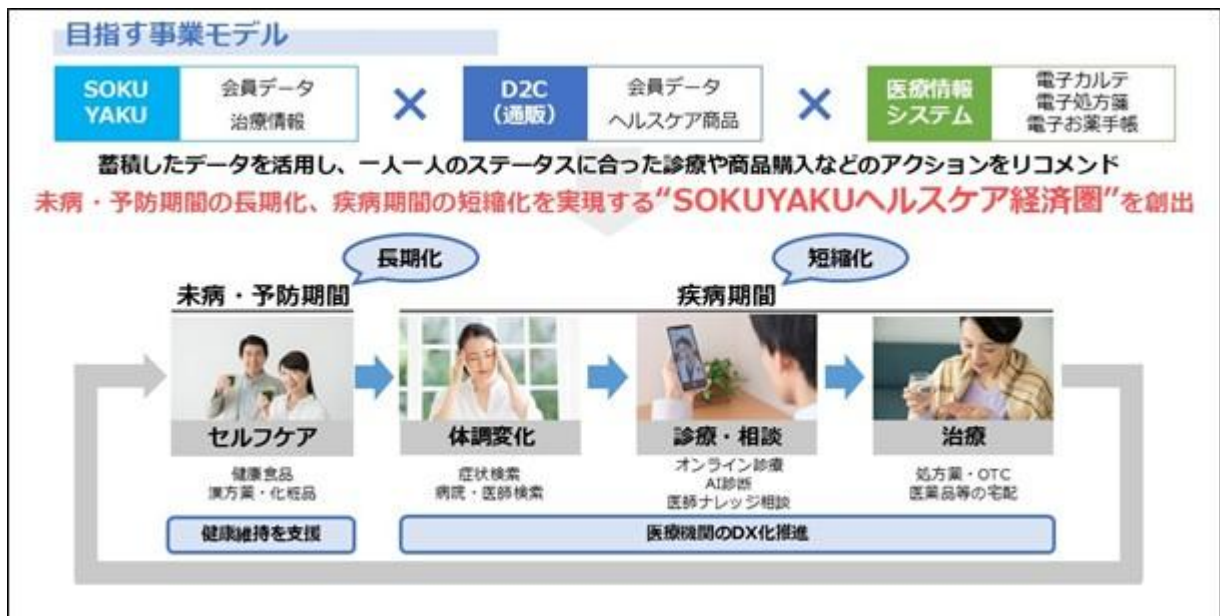 目指す事業モデル
SOKU
YAKU
会員データ
治療情報
×
D2C
(通販)
会員データ
ヘルスケア商品
×
医療情報
システム
電子カルテ
電子処方箋
電子お薬手帳
蓄積したデータを活用し、一人一人のステータスに合った診療や商品購入などのアクションをリコメンド
未病・予防期間の長期化、疾病期間の短縮化を実現する“SOKUYAKUヘルスケア経済圏”を創出
長期化
短縮化
未病・予防期間
疾病期間
セルフケア
体調変化
診療・相談
治療
健康食品
漢方薬・化粧品
症状検索
病院・医師検索
オンライン診療
AI診断
医師ナレッジ相談
処方薬・OTC
医薬品等の宅配
健康維持を支援
医療機関のDX化推進